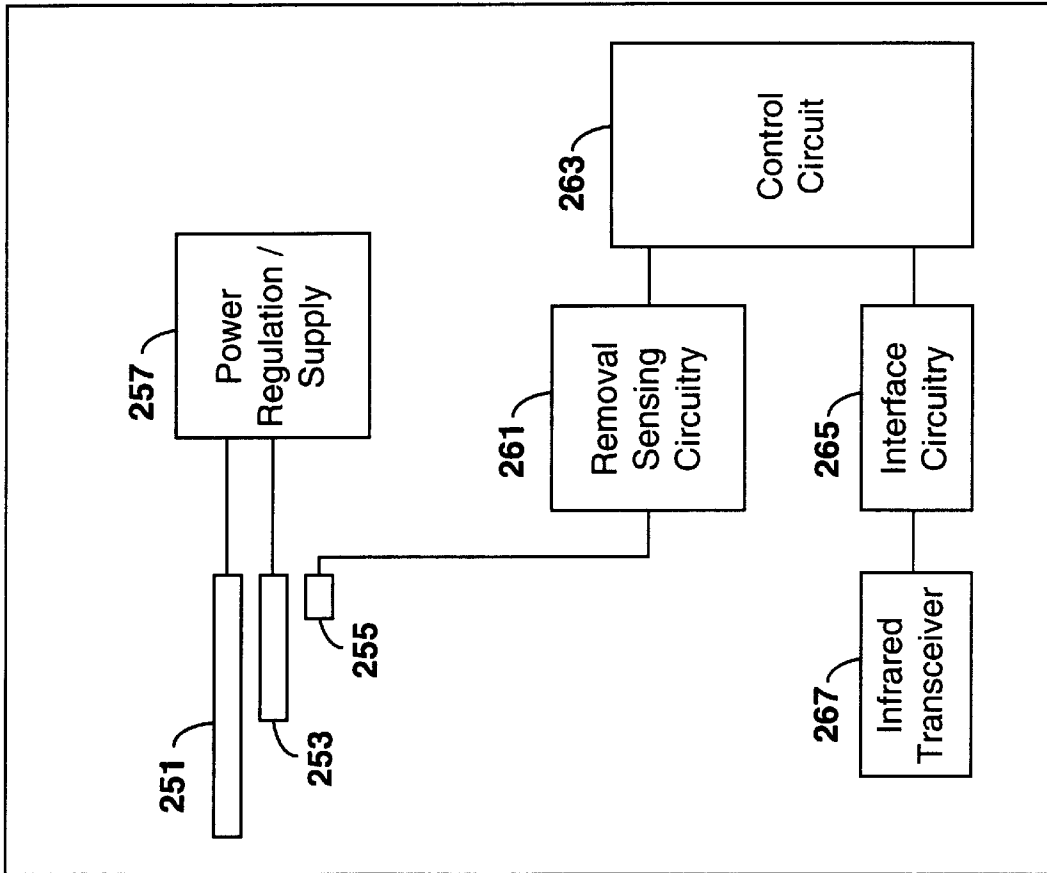 257
Power
Regulation /
Supply
251
253
255
261
Removal
Sensing
Circuitry
263
Control
Circuit
267
Infrared
Transceiver
265
Interface
Circuitry